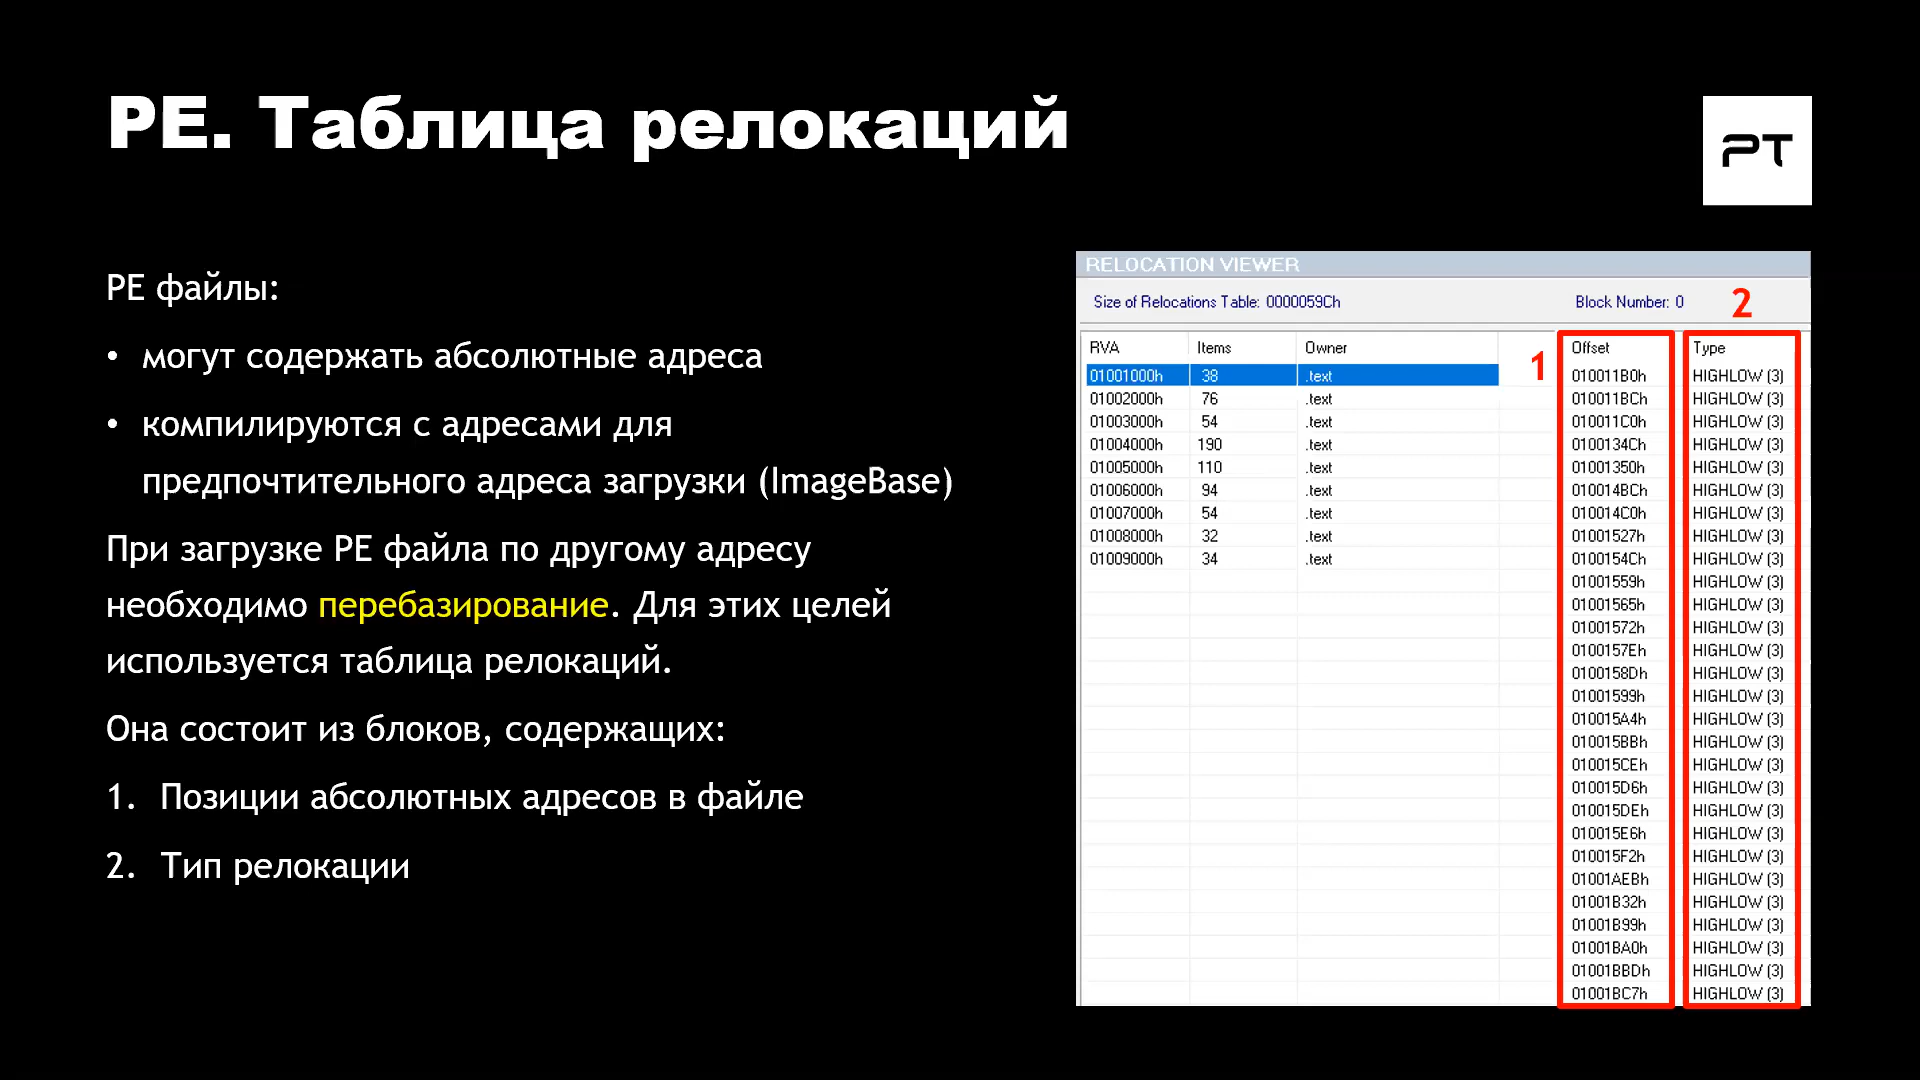 PE. Таблица релокаций
PT
PE файлы:
• могут содержать абсолютные адреса
• компилируются с адресами для
предпочтительного адреса загрузки (ImageBase)
При загрузке PE файла по другому адресу
необходимо перебазирование. Для этих целей
используется таблица релокаций.
Она состоит из блоков, содержащих:
1. Позиции абсолютных адресов в файле
2. Тип релокации
RELOCATION VIEWER
Size of Relocations Table: 0000059Ch Block Number: 0 2
RVA Items Owner
01001000h 38 .text
01002000h 76 .text
01003000h 54 .text
01004000h 190 .text
01005000h 110 .text
01006000h 94 .text
01007000h 54 .text
01008000h 32 .text
01009000h 34 .text
1
Offset Type
010011B0h HIGHLOW (3)
010011BCh HIGHLOW (3)
010011C0h HIGHLOW (3)
0100134Ch HIGHLOW (3)
01001350h HIGHLOW (3)
010014BCh HIGHLOW (3)
010014C0h HIGHLOW (3)
01001527h HIGHLOW (3)
0100154Ch HIGHLOW (3)
01001559h HIGHLOW (3)
01001565h HIGHLOW (3)
01001572h HIGHLOW (3)
0100157Eh HIGHLOW (3)
0100158Dh HIGHLOW (3)
01001599h HIGHLOW (3)
010015A4h HIGHLOW (3)
010015BBh HIGHLOW (3)
010015CEh HIGHLOW (3)
010015D6h HIGHLOW (3)
010015DEh HIGHLOW (3)
010015E6h HIGHLOW (3)
010015F2h HIGHLOW (3)
01001AEBh HIGHLOW (3)
01001B32h HIGHLOW (3)
01001B99h HIGHLOW (3)
01001BA0h HIGHLOW (3)
01001BBDh HIGHLOW (3)
01001BC7h HIGHLOW (3)